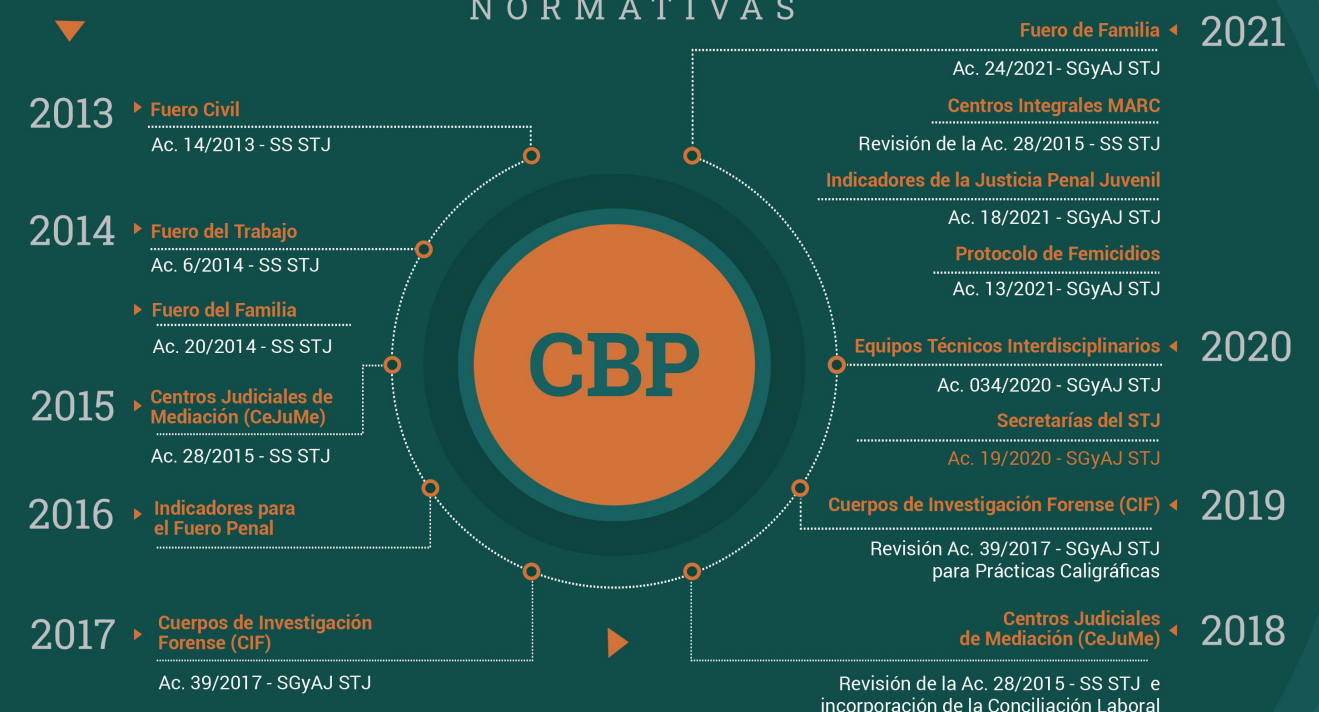 NORMATIVAS
2013
Fuero Civil
Ac. 14/2013 - SS STJ
2014
Fuero del Trabajo
Ac. 6/2014 - SS STJ
Fuero del Familia
Ac. 20/2014 - SS STJ
2015
Centros Judiciales de
Mediación (CeJuMe)
Ac. 28/2015 - SS STJ
2016
Indicadores para
el Fuero Penal
2017
Cuerpos de Investigación
Forense (CIF)
Ac. 39/2017 - SGyAJ STJ
CBP
Fuero de Familia
2021
Ac. 24/2021- SGyAJ STJ
Centros Integrales MARC
Revisión de la Ac. 28/2015 - SS STJ
Indicadores de la Justicia Penal Juvenil
Ac. 18/2021 - SGyAJ STJ
Protocolo de Femicidios
Ac. 13/2021- SGyAJ STJ
Equipos Técnicos Interdisciplinarios
2020
Ac. 034/2020 - SGyAJ STJ
Secretarías del STJ
Ac. 19/2020 - SGyAJ STJ
Cuerpos de Investigación Forense (CIF)
2019
Revisión Ac. 39/2017 - SGyAJ STJ
para Prácticas Caligráficas
Centros Judiciales
de Mediación (CeJuMe)
2018
Revisión de la Ac. 28/2015 - SS STJ e
incorporación de la Conciliación Laboral